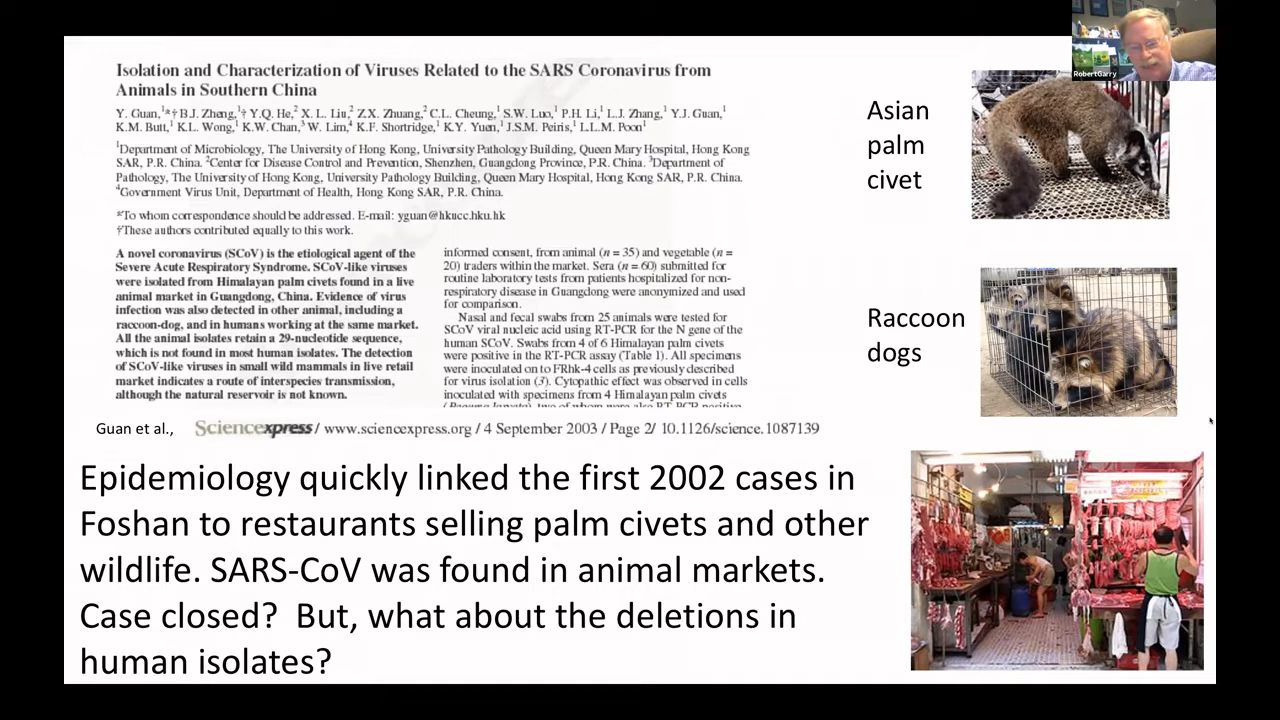 RobertGarry
Isolation and Characterization of Viruses Related to the SARS Coronavirus from
Animals in Southern China
Y. Guan,¹*† B.J. Zheng,¹† Y.Q. He,² X. L. Liu,² Z.X. Zhuang,² C.L. Cheung,¹ S.W. Luo,¹ P.H. Li,¹ L.J. Zhang,¹ Y.J. Guan,¹
K.M. Butt,¹ K.L. Wong,¹ K.W. Chan,³ W. Lim,⁴ K.F. Shortridge,¹ K.Y. Yuen,¹ J.S.M. Peiris,¹ L.L.M. Poon¹
¹Department of Microbiology, The University of Hong Kong, University Pathology Building, Queen Mary Hospital, Hong Kong
SAR, P.R. China. ²Center for Disease Control and Prevention, Shenzhen, Guangdong Province, P.R. China. ³Department of
Pathology, The University of Hong Kong, University Pathology Building, Queen Mary Hospital, Hong Kong SAR, P.R. China.
⁴Government Virus Unit, Department of Health, Hong Kong SAR, P.R. China.
*To whom correspondence should be addressed. E-mail: yguan@hkucc.hku.hk
†These authors contributed equally to this work.
A novel coronavirus (SCoV) is the etiological agent of the
Severe Acute Respiratory Syndrome. SCoV-like viruses
were isolated from Himalayan palm civets found in a live
animal market in Guangdong, China. Evidence of virus
infection was also detected in other animal, including a
raccoon-dog, and in humans working at the same market.
All the animal isolates retain a 29-nucleotide sequence,
which is not found in most human isolates. The detection
of SCoV-like viruses in small wild mammals in live retail
market indicates a route of interspecies transmission,
although the natural reservoir is not known.
informed consent, from animal (n = 35) and vegetable (n =
20) traders within the market. Sera (n = 60) submitted for
routine laboratory tests from patients hospitalized for non-
respiratory disease in Guangdong were anonymized and used
for comparison.
Nasal and fecal swabs from 25 animals were tested for
SCoV viral nucleic acid using RT-PCR for the N gene of the
human SCoV. Swabs from 4 of 6 Himalayan palm civets
were positive in the RT-PCR assay (Table 1). All specimens
were inoculated on to FRhk-4 cells as previously described
for virus isolation (3). Cytopathic effect was observed in cells
inoculated with specimens from 4 Himalayan palm civets
Asian
palm
civet
Raccoon
dogs
Guan et al., Sciencexpress / www.sciencexpress.org / 4 September 2003 / Page 2/ 10.1126/science.1087139
Epidemiology quickly linked the first 2002 cases in
Foshan to restaurants selling palm civets and other
wildlife. SARS-CoV was found in animal markets.
Case closed? But, what about the deletions in
human isolates?